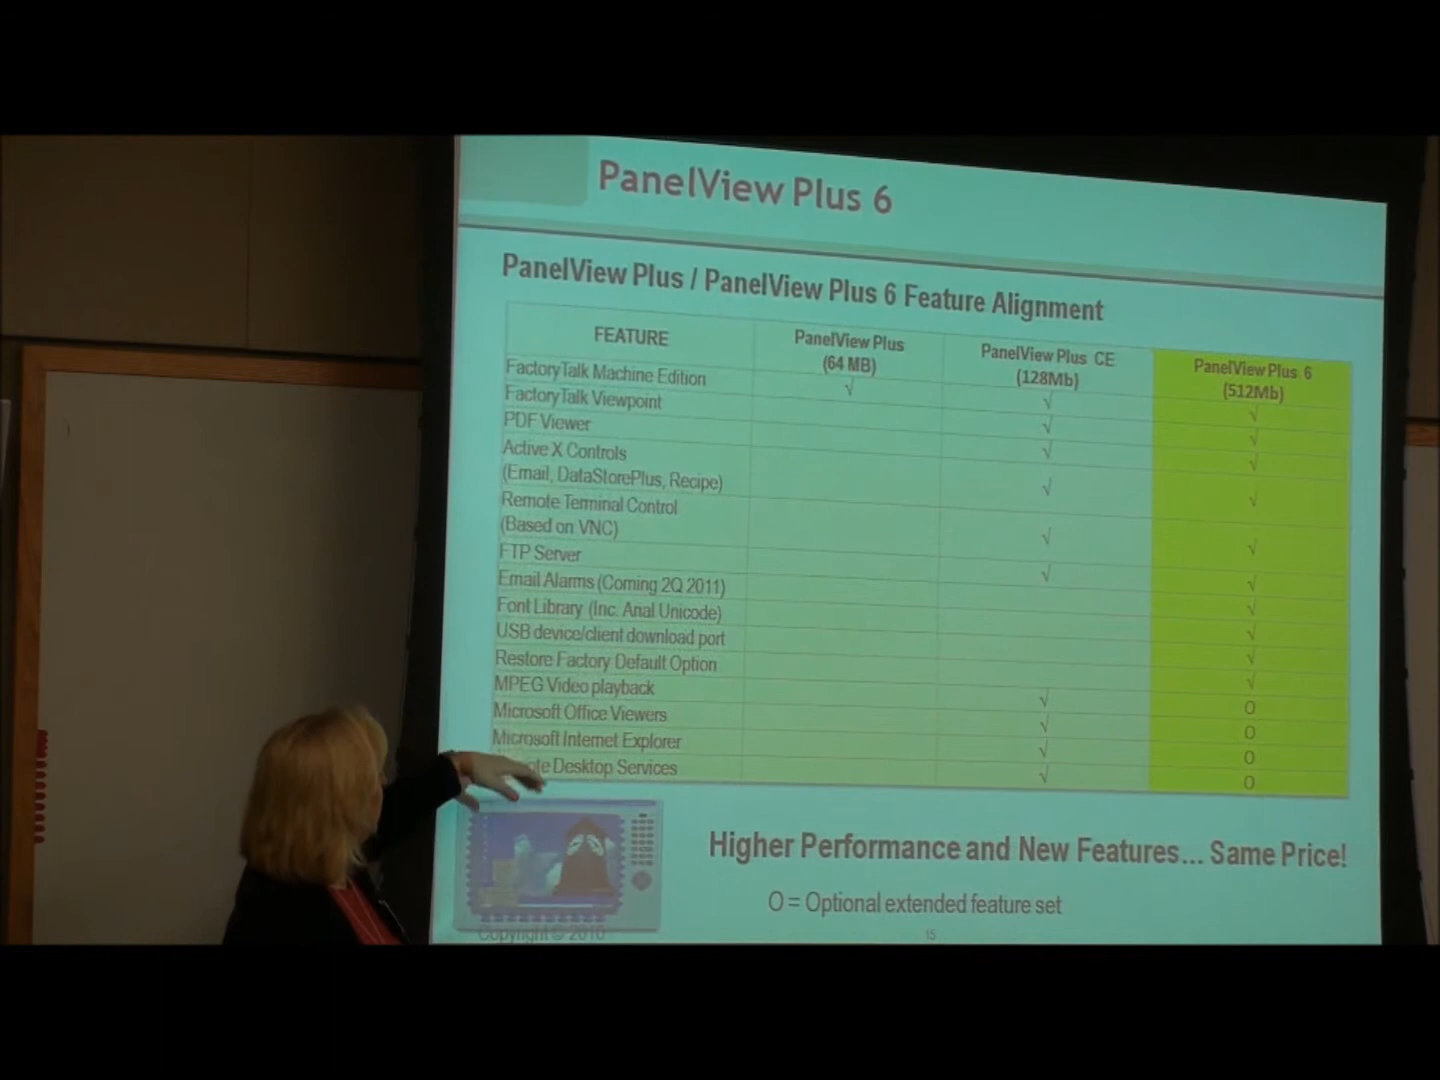 PanelView Plus 6
PanelView Plus / PanelView Plus 6 Feature Alignment
FEATURE
PanelView Plus
(64 MB)
PanelView Plus CE
(128Mb)
PanelView Plus 6
(512Mb)
FactoryTalk Machine Edition √ √ √
FactoryTalk Viewpoint √ √
PDF Viewer √ √
Active X Controls
(Email, DataStorePlus, Recipe) √ √
Remote Terminal Control
(Based on VNC) √ √
FTP Server √ √
Email Alarms (Coming 2Q 2011) √
Font Library (Inc. Anal Unicode) √
USB device/client download port √
Restore Factory Default Option √
MPEG Video playback √ O
Microsoft Office Viewers √ O
Microsoft Internet Explorer √ O
Desktop Services √ O
Higher Performance and New Features... Same Price!
O = Optional extended feature set
Copyright © 2010
15